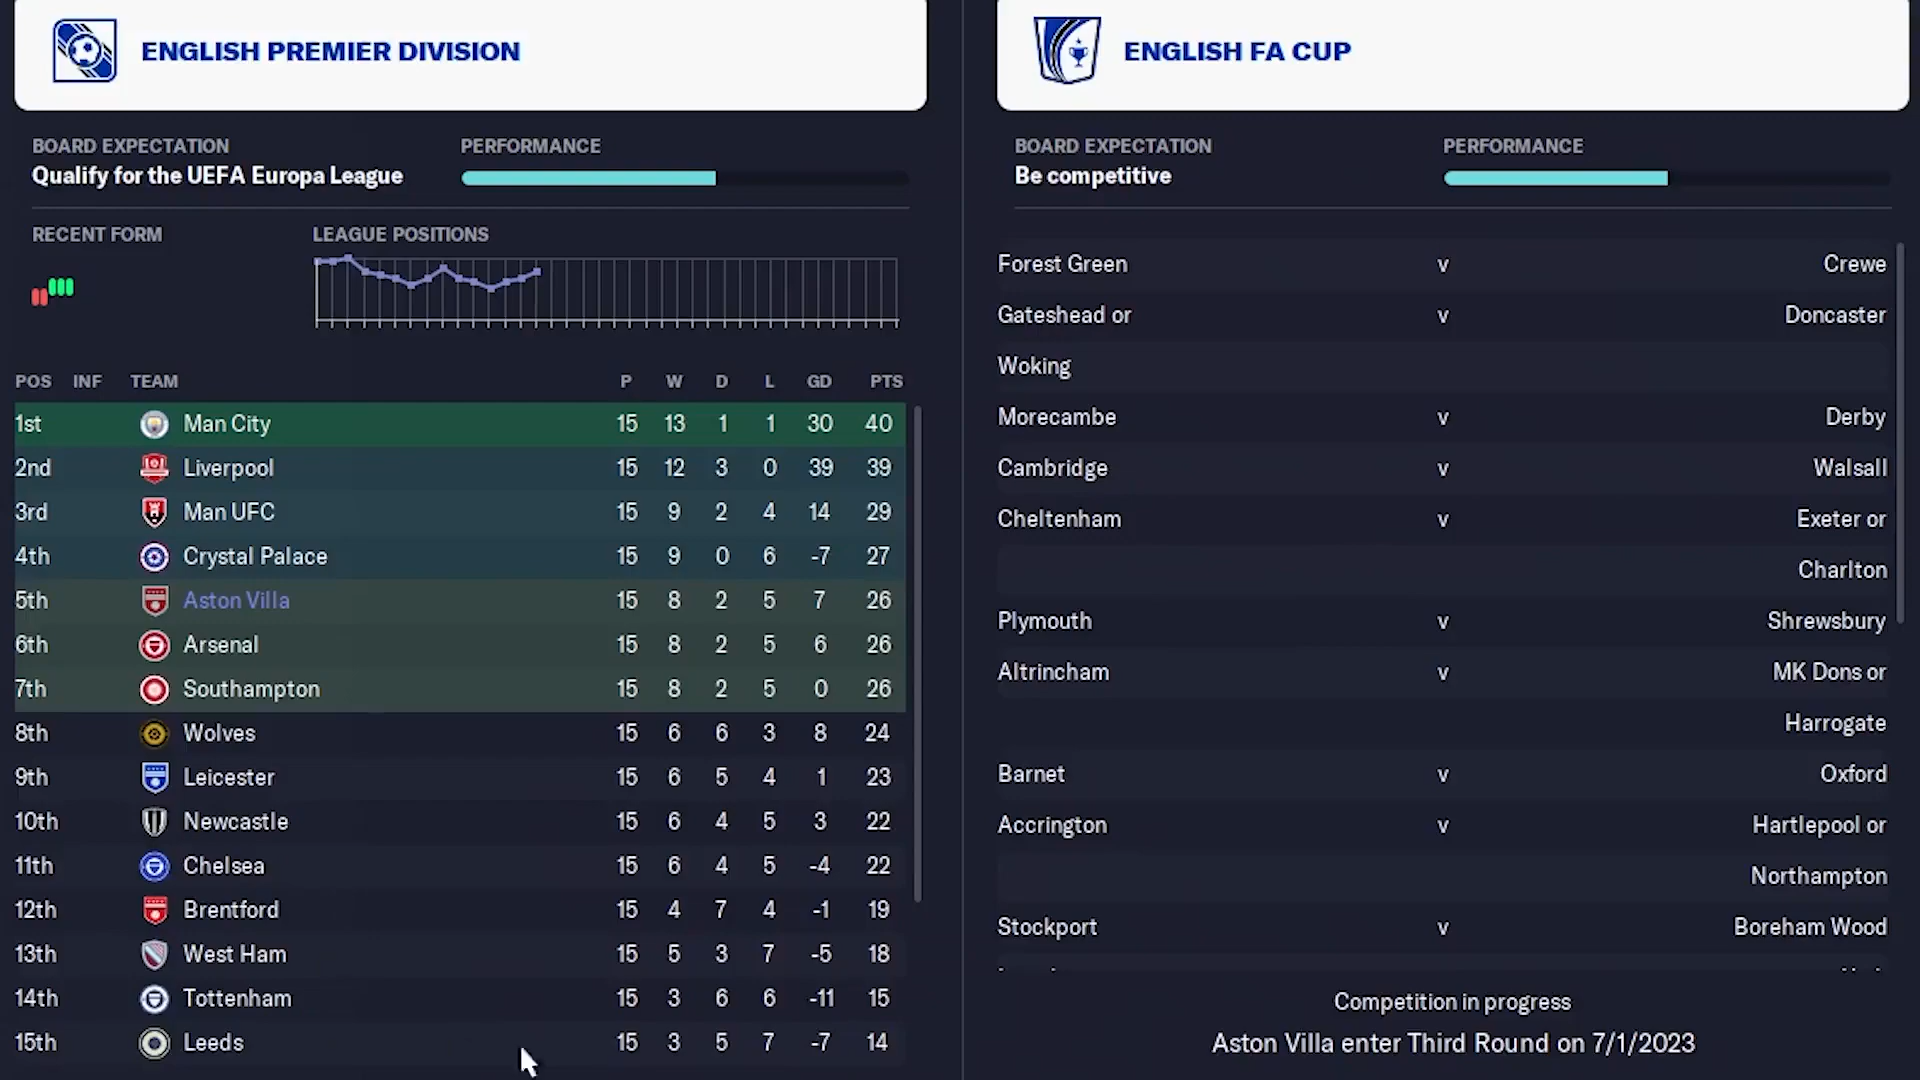 ENGLISH PREMIER DIVISION
BOARD EXPECTATION PERFORMANCE
Qualify for the UEFA Europa League
RECENT FORM LEAGUE POSITIONS
POS INF TEAM P W D L GD PTS
1st Man City 15 13 1 1 30 40
2nd Liverpool 15 12 3 0 39 39
3rd Man UFC 15 9 2 4 14 29
4th Crystal Palace 15 9 0 6 -7 27
5th Aston Villa 15 8 2 5 7 26
6th Arsenal 15 8 2 5 6 26
7th Southampton 15 8 2 5 0 26
8th Wolves 15 6 6 3 8 24
9th Leicester 15 6 5 4 1 23
10th Newcastle 15 6 4 5 3 22
11th Chelsea 15 6 4 5 -4 22
12th Brentford 15 4 7 4 -1 19
13th West Ham 15 5 3 7 -5 18
14th Tottenham 15 3 6 6 -11 15
15th Leeds 15 3 5 7 -7 14
ENGLISH FA CUP
BOARD EXPECTATION PERFORMANCE
Be competitive
Forest Green v Crewe
Gateshead or v Doncaster
Woking
Morecambe v Derby
Cambridge v Walsall
Cheltenham v Exeter or
Charlton
Plymouth v Shrewsbury
Altrincham v MK Dons or
Harrogate
Barnet v Oxford
Accrington v Hartlepool or
Northampton
Stockport v Boreham Wood
Competition in progress
Aston Villa enter Third Round on 7/1/2023